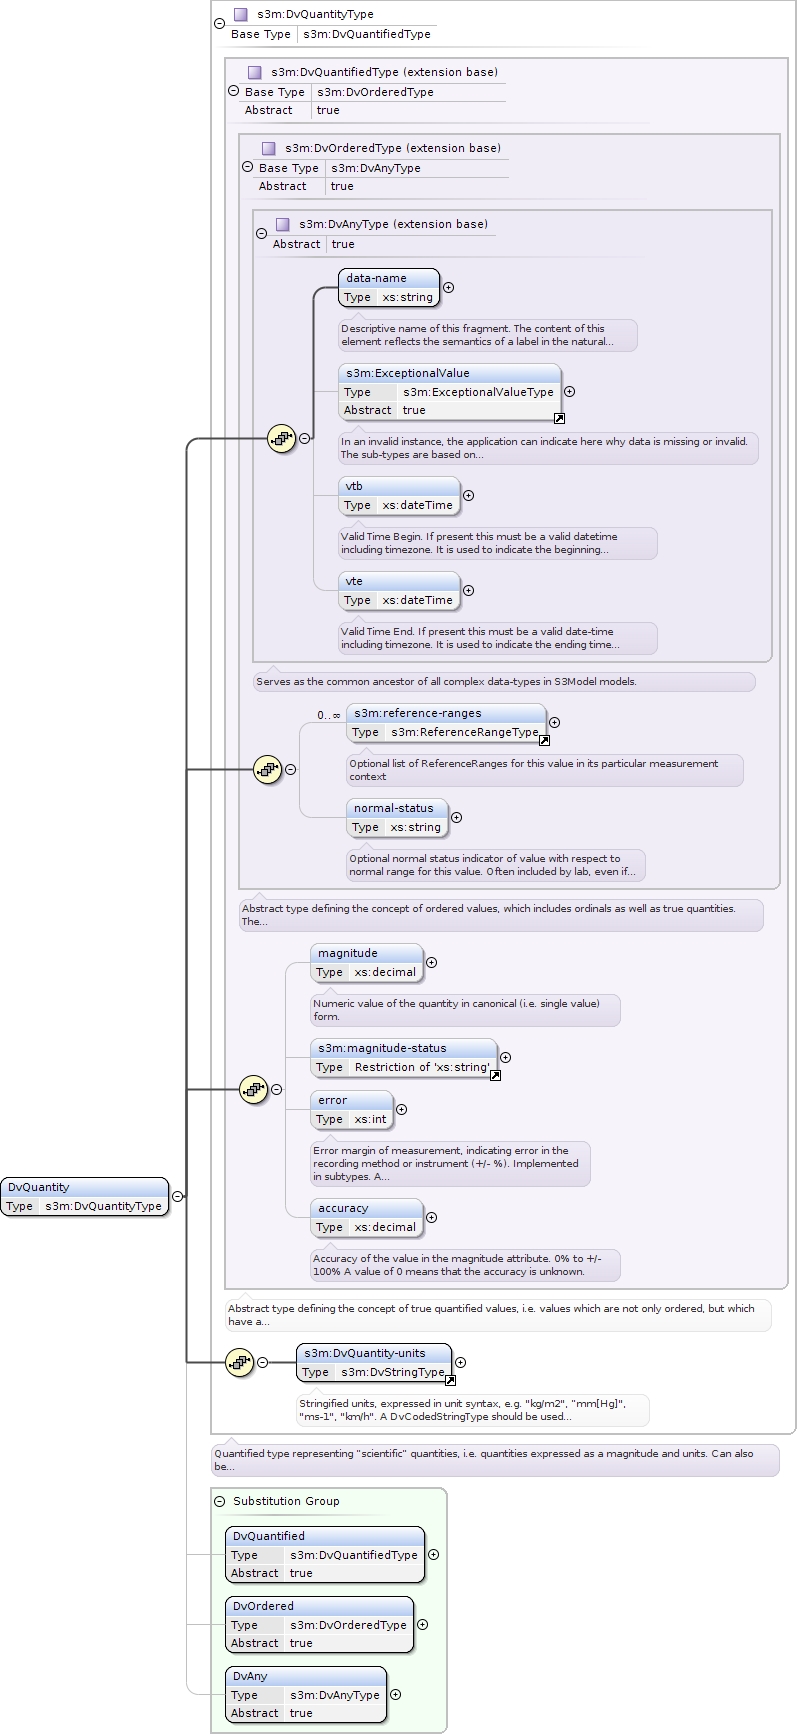 s3m:DvQuantityType
Base Type s3m:DvQuantifiedType
s3m:DvQuantifiedType (extension base)
Base Type s3m:DvOrderedType
Abstract true
s3m:DvOrderedType (extension base)
Base Type s3m:DvAnyType
Abstract true
s3m:DvAnyType (extension base)
Abstract true
data-name
Type xs:string
Descriptive name of this fragment. The content of this
element reflects the semantics of a label in the natural...
s3m:ExceptionalValue
Type s3m:ExceptionalValueType
Abstract true
In an invalid instance, the application can indicate here why data is missing or invalid.
The sub-types are based on...
vtb
Type xs:dateTime
Valid Time Begin. If present this must be a valid datetime
including timezone. It is used to indicate the beginning...
vte
Type xs:dateTime
Valid Time End. If present this must be a valid date-time
including timezone. It is used to indicate the ending time...
Serves as the common ancestor of all complex data-types in S3Model models.
0..∞
s3m:reference-ranges
Type s3m:ReferenceRangeType
Optional list of ReferenceRanges for this value in its particular measurement
context
normal-status
Type xs:string
Optional normal status indicator of value with respect to
normal range for this value. Often included by lab, even if...
Abstract type defining the concept of ordered values, which includes ordinals as well as true quantities.
The...
magnitude
Type xs:decimal
Numeric value of the quantity in canonical (i.e. single value)
form.
s3m:magnitude-status
Type Restriction of 'xs:string'
error
Type xs:int
Error margin of measurement, indicating error in the
recording method or instrument (+/- %). Implemented
in subtypes. A...
accuracy
Type xs:decimal
Accuracy of the value in the magnitude attribute. 0% to +/-
100% A value of 0 means that the accuracy is unknown.
DvQuantity
Type s3m:DvQuantityType
Abstract type defining the concept of true quantified values, i.e. values which are not only ordered, but which
have a...
s3m:DvQuantity-units
Type s3m:DvStringType
Stringified units, expressed in unit syntax, e.g. "kg/m2", "mm[Hg]",
"ms-1", "km/h". A DvCodedStringType should be used...
Quantified type representing "scientific" quantities, i.e. quantities expressed as a magnitude and units. Can also
be...
Substitution Group
DvQuantified
Type s3m:DvQuantifiedType
Abstract true
DvOrdered
Type s3m:DvOrderedType
Abstract true
DvAny
Type s3m:DvAnyType
Abstract true